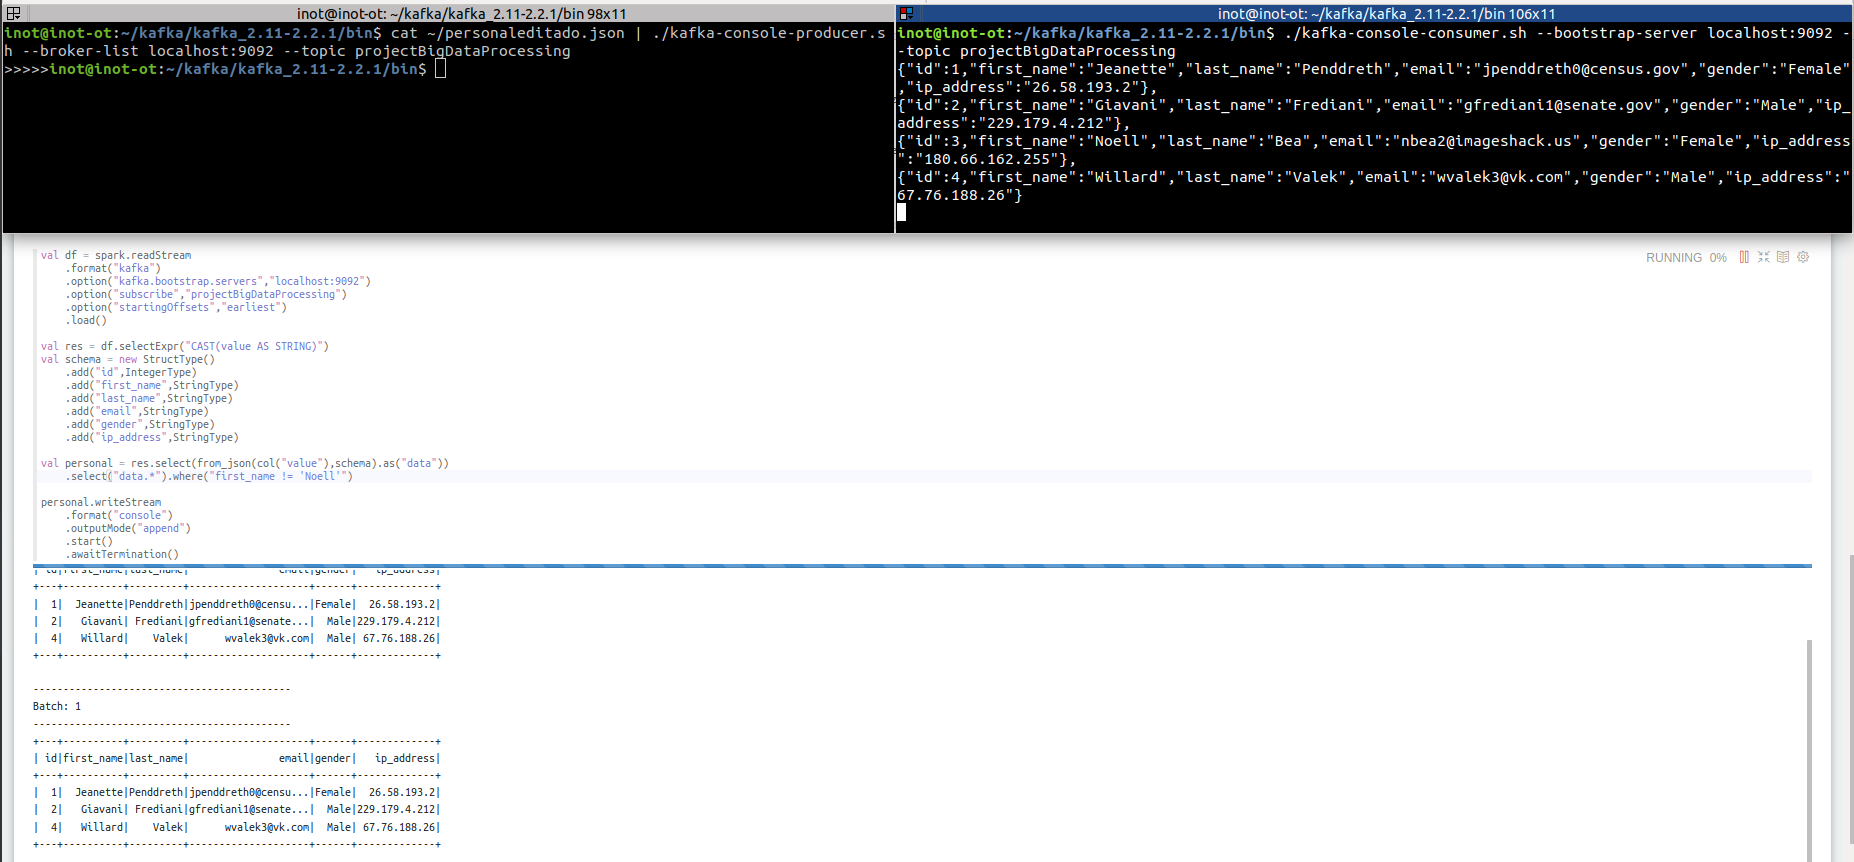 inot@inot-ot: ~/kafka/kafka_2.11-2.2.1/bin 98x11
inot@inot-ot:~/kafka/kafka_2.11-2.2.1/bin$ cat ~/personaleditado.json | ./kafka-console-producer.s
h --broker-list localhost:9092 --topic projectBigDataProcessing
>>>>>inot@inot-ot:~/kafka/kafka_2.11-2.2.1/bin$
inot@inot-ot: ~/kafka/kafka_2.11-2.2.1/bin 106x11
inot@inot-ot:~/kafka/kafka_2.11-2.2.1/bin$ ./kafka-console-consumer.sh --bootstrap-server localhost:9092 -
-topic projectBigDataProcessing
{"id":1,"first_name":"Jeanette","last_name":"Penddreth","email":"jpenddreth0@census.gov","gender":"Female"
,"ip_address":"26.58.193.2"},
{"id":2,"first_name":"Giavani","last_name":"Frediani","email":"gfrediani1@senate.gov","gender":"Male","ip_
address":"229.179.4.212"},
{"id":3,"first_name":"Noell","last_name":"Bea","email":"nbea2@imageshack.us","gender":"Female","ip_address
":"180.66.162.255"},
{"id":4,"first_name":"Willard","last_name":"Valek","email":"wvalek3@vk.com","gender":"Male","ip_address":"
67.76.188.26"}
RUNNING 0%
val df = spark.readStream
.format("kafka")
.option("kafka.bootstrap.servers","localhost:9092")
.option("subscribe","projectBigDataProcessing")
.option("startingOffsets","earliest")
.load()
val res = df.selectExpr("CAST(value AS STRING)")
val schema = new StructType()
.add("id",IntegerType)
.add("first_name",StringType)
.add("last_name",StringType)
.add("email",StringType)
.add("gender",StringType)
.add("ip_address",StringType)
val personal = res.select(from_json(col("value"),schema).as("data"))
.select("data.*").where("first_name != 'Noell'")
personal.writeStream
.format("console")
.outputMode("append")
.start()
.awaitTermination()
| id|first_name|last_name|               email|gender|   ip_address|
+---+----------+---------+--------------------+------+-------------+
|  1|  Jeanette|Penddreth|jpenddreth0@censu...|Female|  26.58.193.2|
|  2|   Giavani| Frediani|gfrediani1@senate...|  Male|229.179.4.212|
|  4|   Willard|    Valek|      wvalek3@vk.com|  Male| 67.76.188.26|
+---+----------+---------+--------------------+------+-------------+
-------------------------------------------
Batch: 1
-------------------------------------------
+---+----------+---------+--------------------+------+-------------+
| id|first_name|last_name|               email|gender|   ip_address|
+---+----------+---------+--------------------+------+-------------+
|  1|  Jeanette|Penddreth|jpenddreth0@censu...|Female|  26.58.193.2|
|  2|   Giavani| Frediani|gfrediani1@senate...|  Male|229.179.4.212|
|  4|   Willard|    Valek|      wvalek3@vk.com|  Male| 67.76.188.26|
+---+----------+---------+--------------------+------+-------------+